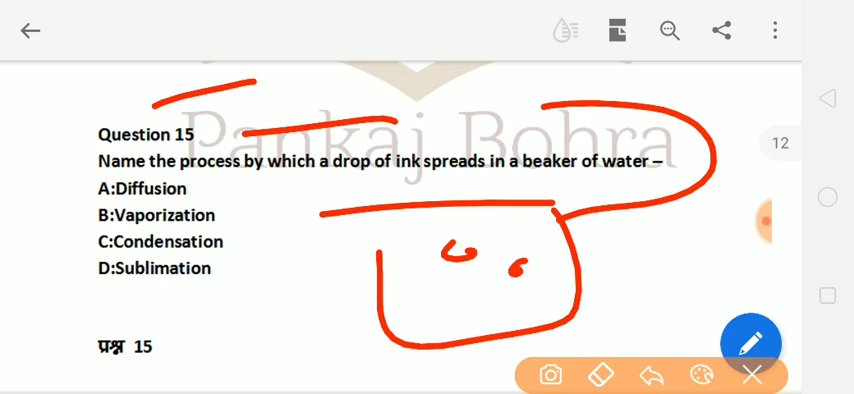 12
Pankaj Bohra
Question 15
Name the process by which a drop of ink spreads in a beaker of water –
A:Diffusion
B:Vaporization
C:Condensation
D:Sublimation
प्रश्न 15